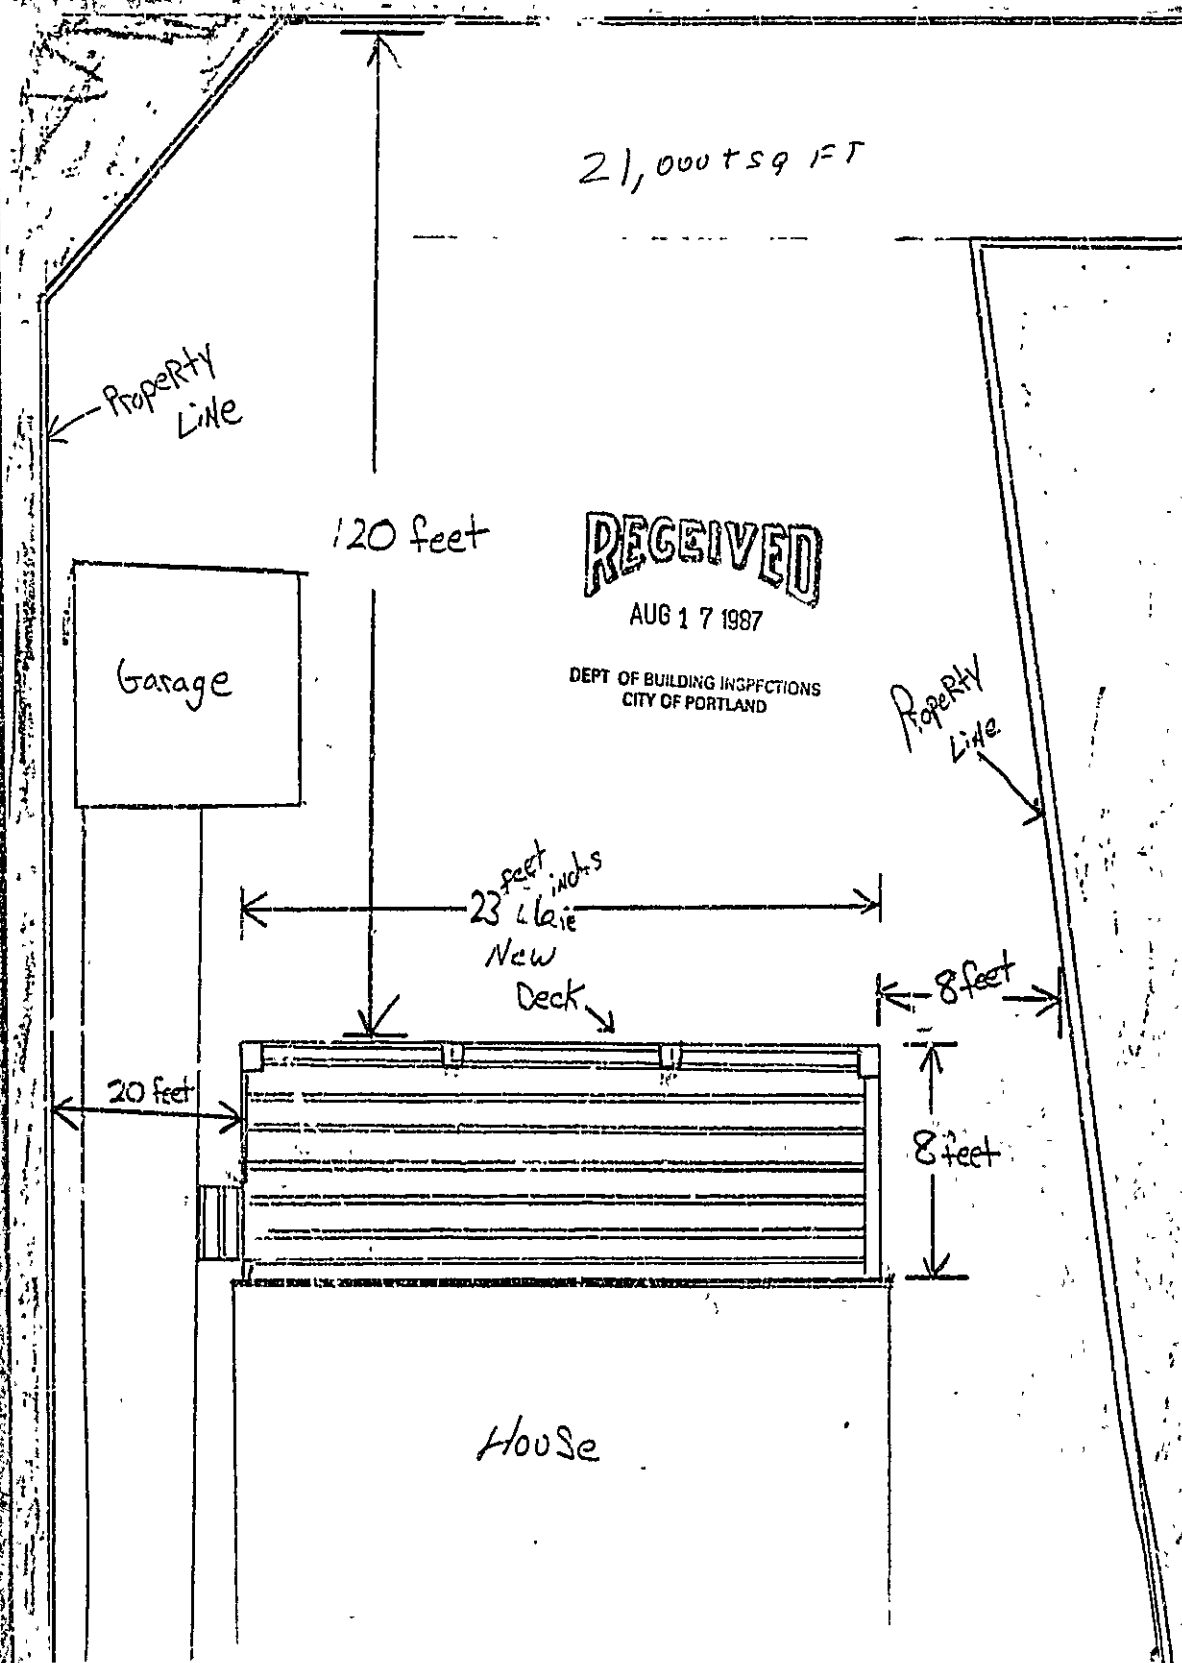 21,000+ SQ FT
Property
Line
120 feet
RECEIVED
AUG 17 1987
DEPT OF BUILDING INSPECTIONS
CITY OF PORTLAND
Garage
Property
Line
feet
23
New
Deck
8 feet
20 feet
8 feet
House